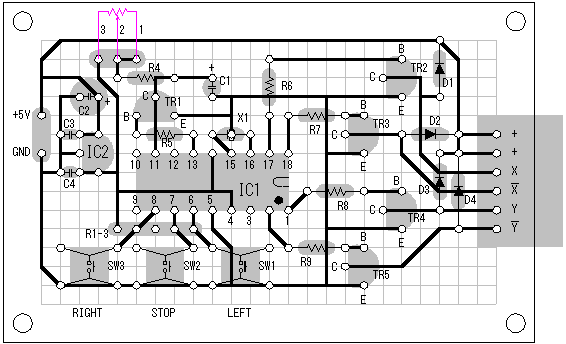 3 2 1
R4
+
C1
B
TR2
C
D1
R6
C2
+
C
TR1
E
+5V
C3
B
E
X1
R7
B
TR3
C
D2
+
GND
IC2
R5
+
10 11 12 13 15 16 17 18
E
X
C4
IC1
D3
X
9 8 7 6 5 4 3 1
R8
B
D4
C
TR4
Y
R1-3
E
Y
SW3
SW2
SW1
R9
B
C
TR5
E
RIGHT
STOP
LEFT